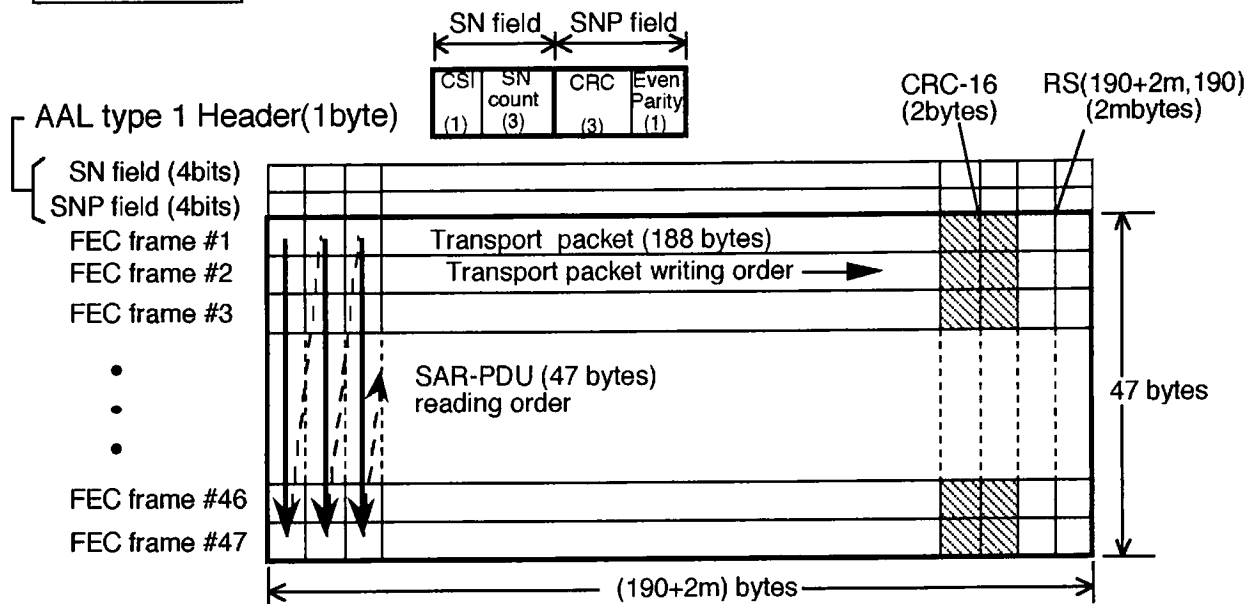 SN field SNP field
CSI SN count CRC Even Parity
(1) (3) (3) (1)
CRC-16 (2bytes)
RS(190+2m,190) (2mbytes)
AAL type 1 Header(1byte)
SN field (4bits)
SNP field (4bits)
FEC frame #1
Transport packet (188 bytes)
FEC frame #2
Transport packet writing order
FEC frame #3
SAR-PDU (47 bytes)
reading order
47 bytes
FEC frame #46
FEC frame #47
(190+2m) bytes